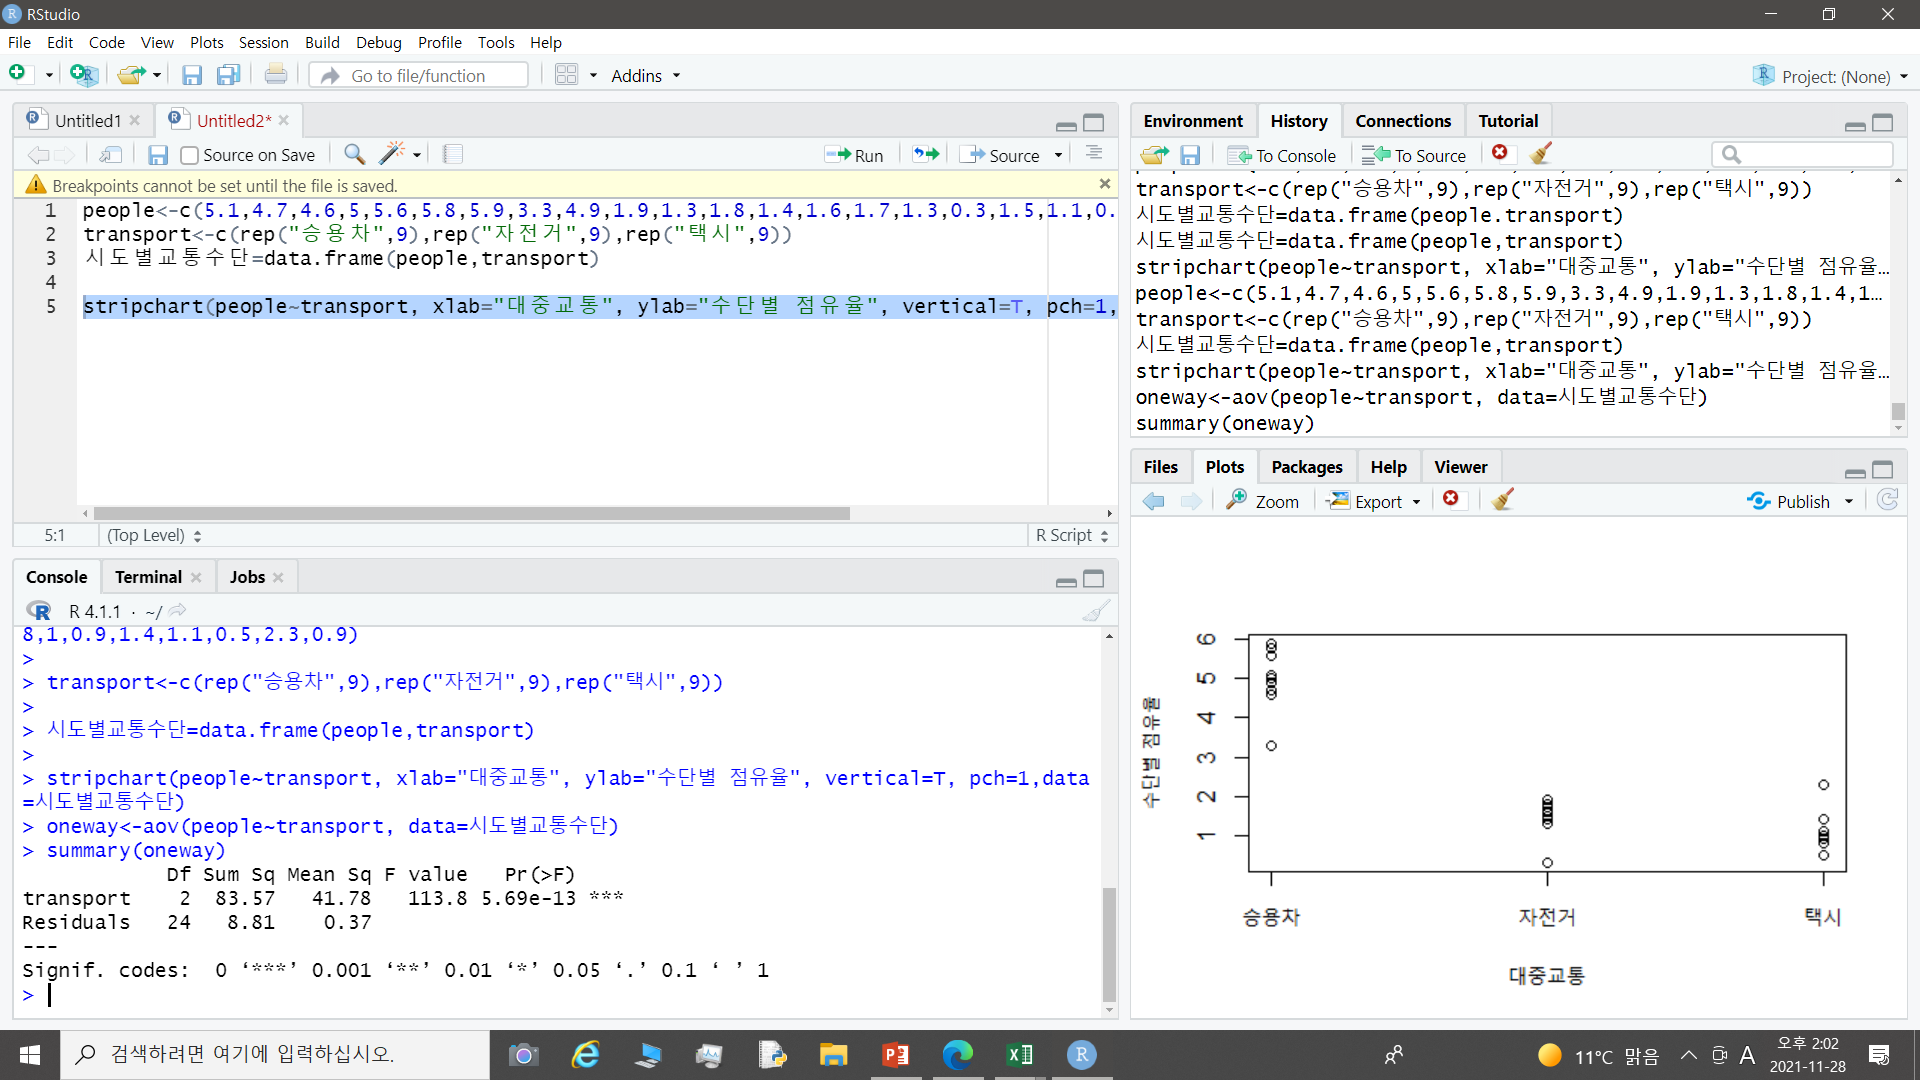 RStudio
File Edit Code View Plots Session Build Debug Profile Tools Help
Go to file/function Addins Project: (None)
Untitled1 Untitled2*
Source on Save Run Source
Breakpoints cannot be set until the file is saved.
1 people<-c(5.1,4.7,4.6,5,5.6,5.8,5.9,3.3,4.9,1.9,1.3,1.8,1.4,1.6,1.7,1.3,0.3,1.5,1.1,0.
2 transport<-c(rep("승용차",9),rep("자전거",9),rep("택시",9))
3 시도별교통수단=data.frame(people,transport)
4
5 stripchart(people~transport, xlab="대중교통", ylab="수단별 점유율", vertical=T, pch=1,
5:1 (Top Level) R Script
Console Terminal Jobs
R 4.1.1 · ~/
8,1,0.9,1.4,1.1,0.5,2.3,0.9)
>
> transport<-c(rep("승용차",9),rep("자전거",9),rep("택시",9))
>
> 시도별교통수단=data.frame(people,transport)
>
> stripchart(people~transport, xlab="대중교통", ylab="수단별 점유율", vertical=T, pch=1,data
=시도별교통수단)
> oneway<-aov(people~transport, data=시도별교통수단)
> summary(oneway)
Df Sum Sq Mean Sq F value Pr(>F)
transport 2 83.57 41.78 113.8 5.69e-13 ***
Residuals 24 8.81 0.37
---
Signif. codes: 0 ‘***’ 0.001 ‘**’ 0.01 ‘*’ 0.05 ‘.’ 0.1 ‘ ’ 1
>
Environment History Connections Tutorial
To Console To Source
transport<-c(rep("승용차",9),rep("자전거",9),rep("택시",9))
시도별교통수단=data.frame(people.transport)
시도별교통수단=data.frame(people,transport)
stripchart(people~transport, xlab="대중교통", ylab="수단별 점유율…
people<-c(5.1,4.7,4.6,5,5.6,5.8,5.9,3.3,4.9,1.9,1.3,1.8,1.4,1…
transport<-c(rep("승용차",9),rep("자전거",9),rep("택시",9))
시도별교통수단=data.frame(people,transport)
stripchart(people~transport, xlab="대중교통", ylab="수단별 점유율…
oneway<-aov(people~transport, data=시도별교통수단)
summary(oneway)
Files Plots Packages Help Viewer
Zoom Export Publish
수단별 점유율
6
5
4
3
2
1
승용차 자전거 택시
대중교통
검색하려면 여기에 입력하십시오.
11°C 맑음 A 오후 2:02
2021-11-28